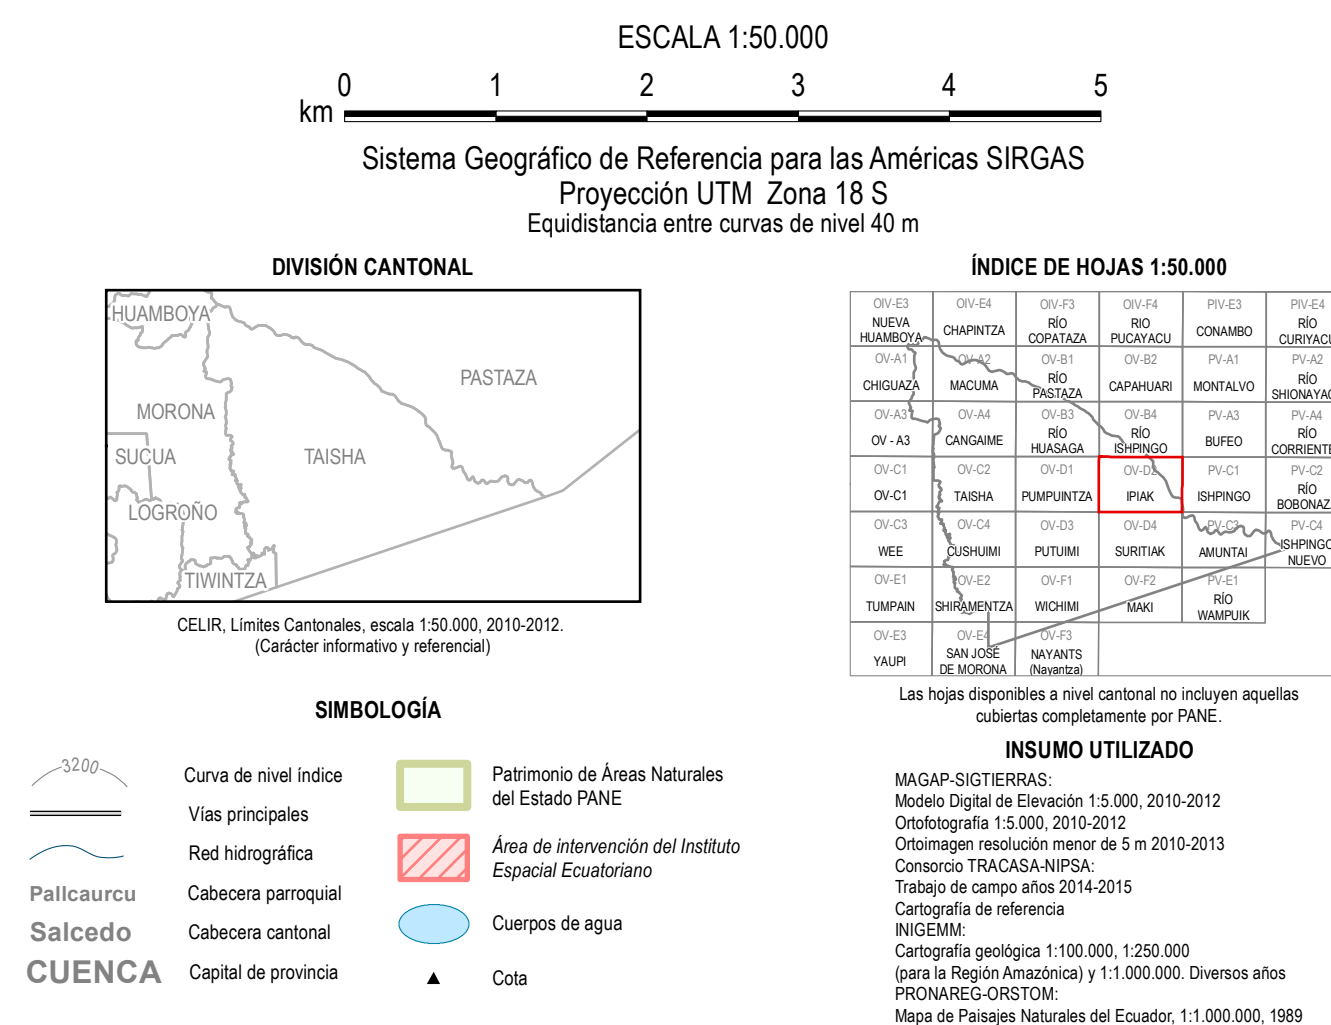 ESCALA 1:50.000
0 1 2 3 4 5
km
Sistema Geográfico de Referencia para las Américas SIRGAS
Proyección UTM Zona 18 S
Equidistancia entre curvas de nivel 40 m
DIVISIÓN CANTONAL
HUAMBOYA
PASTAZA
MORONA
SUCUA
TAISHA
LOGROÑO
TIWINTZA
CELIR, Límites Cantonales, escala 1:50.000, 2010-2012.
(Carácter informativo y referencial)
ÍNDICE DE HOJAS 1:50.000
OIV-E3 OIV-E4 OIV-F3 OIV-F4 PIV-E3 PIV-E4
NUEVA HUAMBOYA CHAPINTZA RÍO COPATAZA RIO PUCAYACU CONAMBO RÍO CURIYACU
OV-A1 OV-A2 OV-B1 OV-B2 PV-A1 PV-A2
CHIGUAZA MACUMA RÍO PASTAZA CAPAHUARI MONTALVO RÍO
OV-A3 OV-A4 OV-B3 OV-B4 PV-A3 PV-A4
OV - A3 CANGAIME RÍO HUASAGA RÍO ISHPINGO BUFEO RÍO
OV-C1 OV-C2 OV-D1 OV-D2 PV-C1 PV-C2
OV-C1 TAISHA PUMPUINTZA IPIAK ISHPINGO RÍO
OV-C3 OV-C4 OV-D3 OV-D4 PV-C3 PV-C4
WEE CUSHUIMI PUTUIMI SURITIAK AMUNTAI ISHPINGO NUEVO
OV-E1 OV-E2 OV-F1 OV-F2 PV-E1
TUMPAIN SHIRAMENTZA WICHIMI MAKI RÍO WAMPUIK
OV-E3 OV-E4 OV-F3
YAUPI SAN JOSÉ DE MORONA NAYANTS (Nayantza)
Las hojas disponibles a nivel cantonal no incluyen aquellas
cubiertas completamente por PANE.
SIMBOLOGÍA
3200
Curva de nivel índice
Vías principales
Red hidrográfica
Pallcaurcu Cabecera parroquial
Salcedo Cabecera cantonal
CUENCA Capital de provincia
Patrimonio de Áreas Naturales
del Estado PANE
Área de intervención del Instituto
Espacial Ecuatoriano
Cuerpos de agua
Cota
INSUMO UTILIZADO
MAGAP-SIGTIERRAS:
Modelo Digital de Elevación 1:5.000, 2010-2012
Ortofotografía 1:5.000, 2010-2012
Ortoimagen resolución menor de 5 m 2010-2013
Consorcio TRACASA-NIPSA:
Trabajo de campo años 2014-2015
Cartografía de referencia
INIGEMM:
Cartografía geológica 1:100.000, 1:250.000
(para la Región Amazónica) y 1:1.000.000. Diversos años
PRONAREG-ORSTOM:
Mapa de Paisajes Naturales del Ecuador, 1:1.000.000, 1989